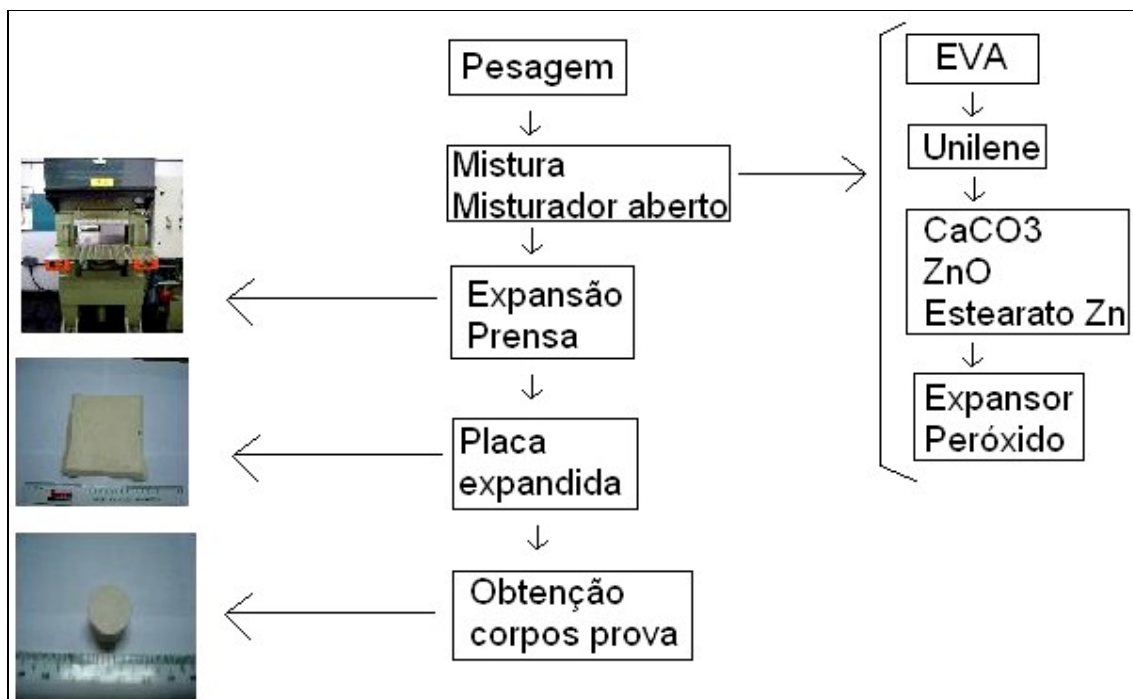 Pesagem
Mistura
Misturador aberto
Expansão
Prensa
Placa
expandida
Obtenção
corpos prova
EVA
Unilene
CaCO3
ZnO
Estearato Zn
Expansor
Peróxido